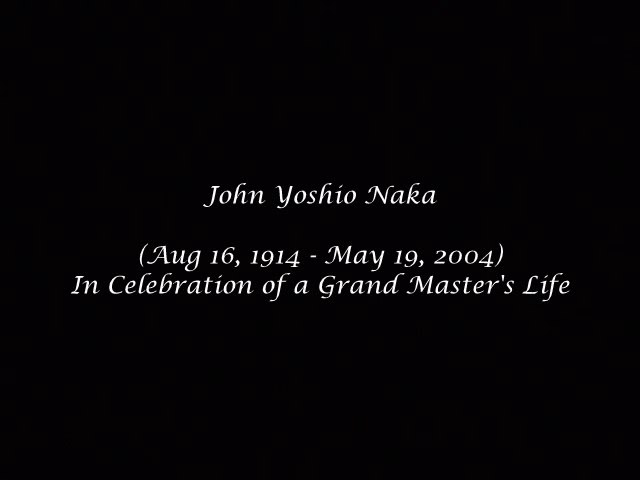 John Yoshio Naka
(Aug 16, 1914 - May 19, 2004)
In Celebration of a Grand Master's Life